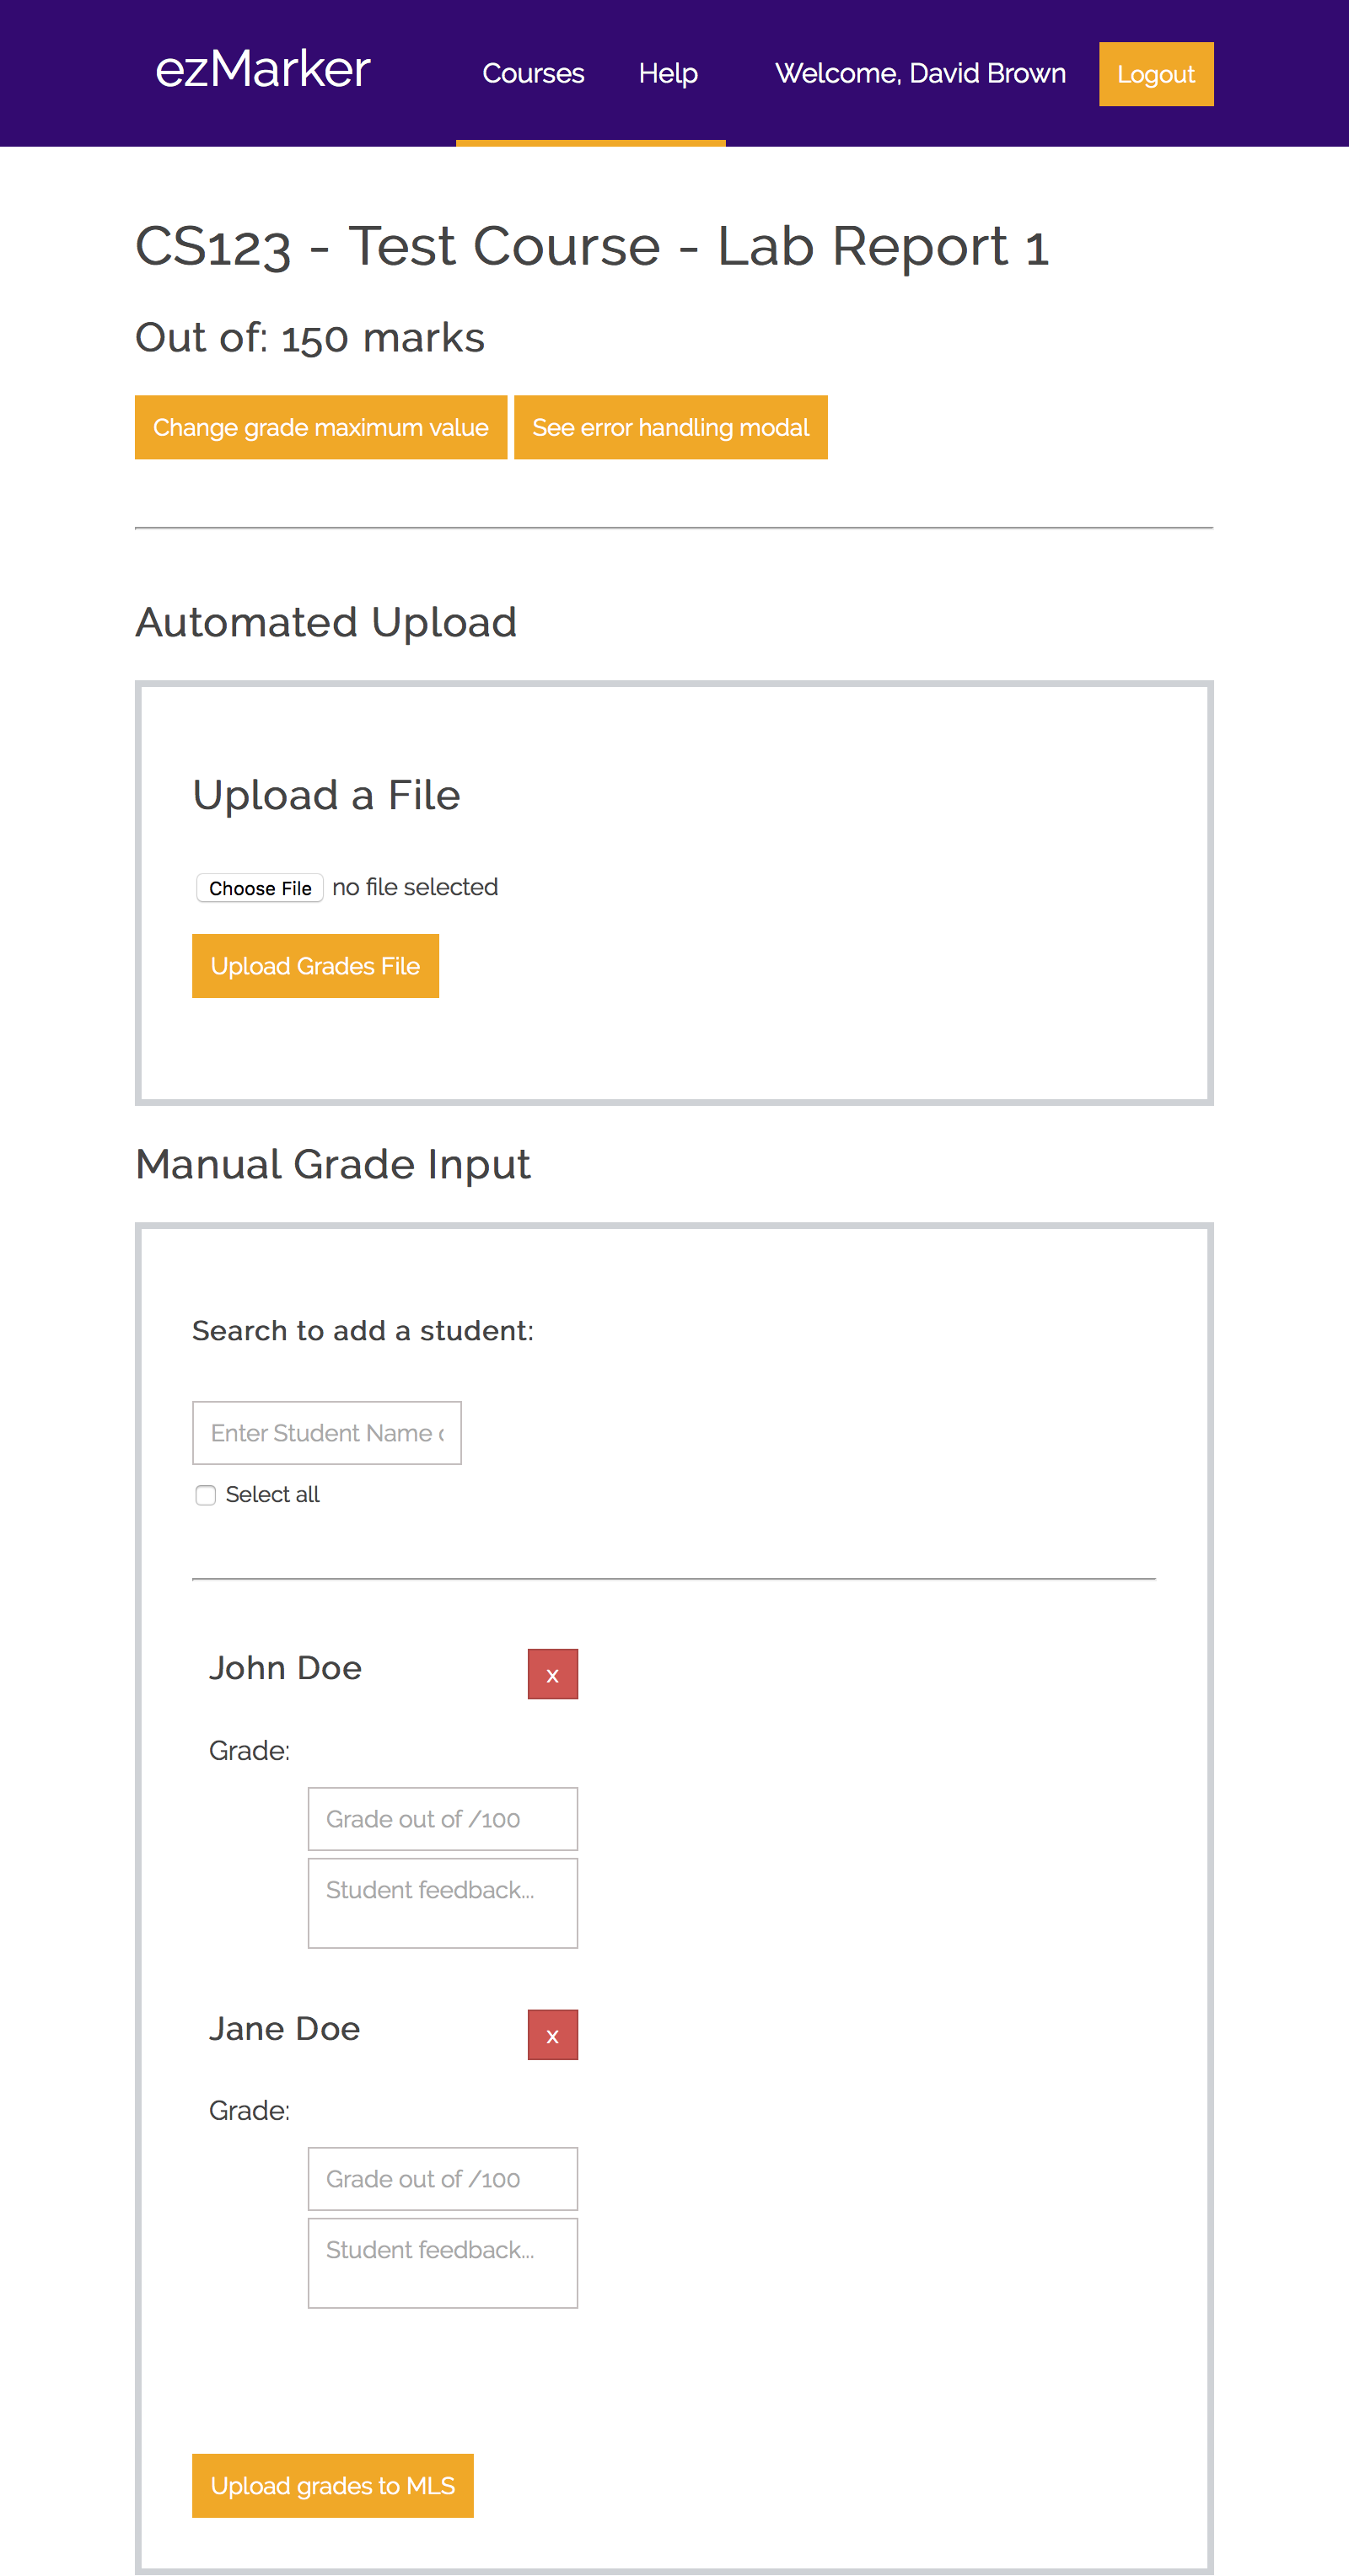 ezMarker Courses Help Welcome, David Brown Logout
CS123 - Test Course - Lab Report 1
Out of: 150 marks
Change grade maximum value See error handling modal
Automated Upload
Upload a File
Choose File no file selected
Upload Grades File
Manual Grade Input
Search to add a student:
Enter Student Name
Select all
John Doe x
Grade:
Grade out of /100
Student feedback...
Jane Doe x
Grade:
Grade out of /100
Student feedback...
Upload grades to MLS